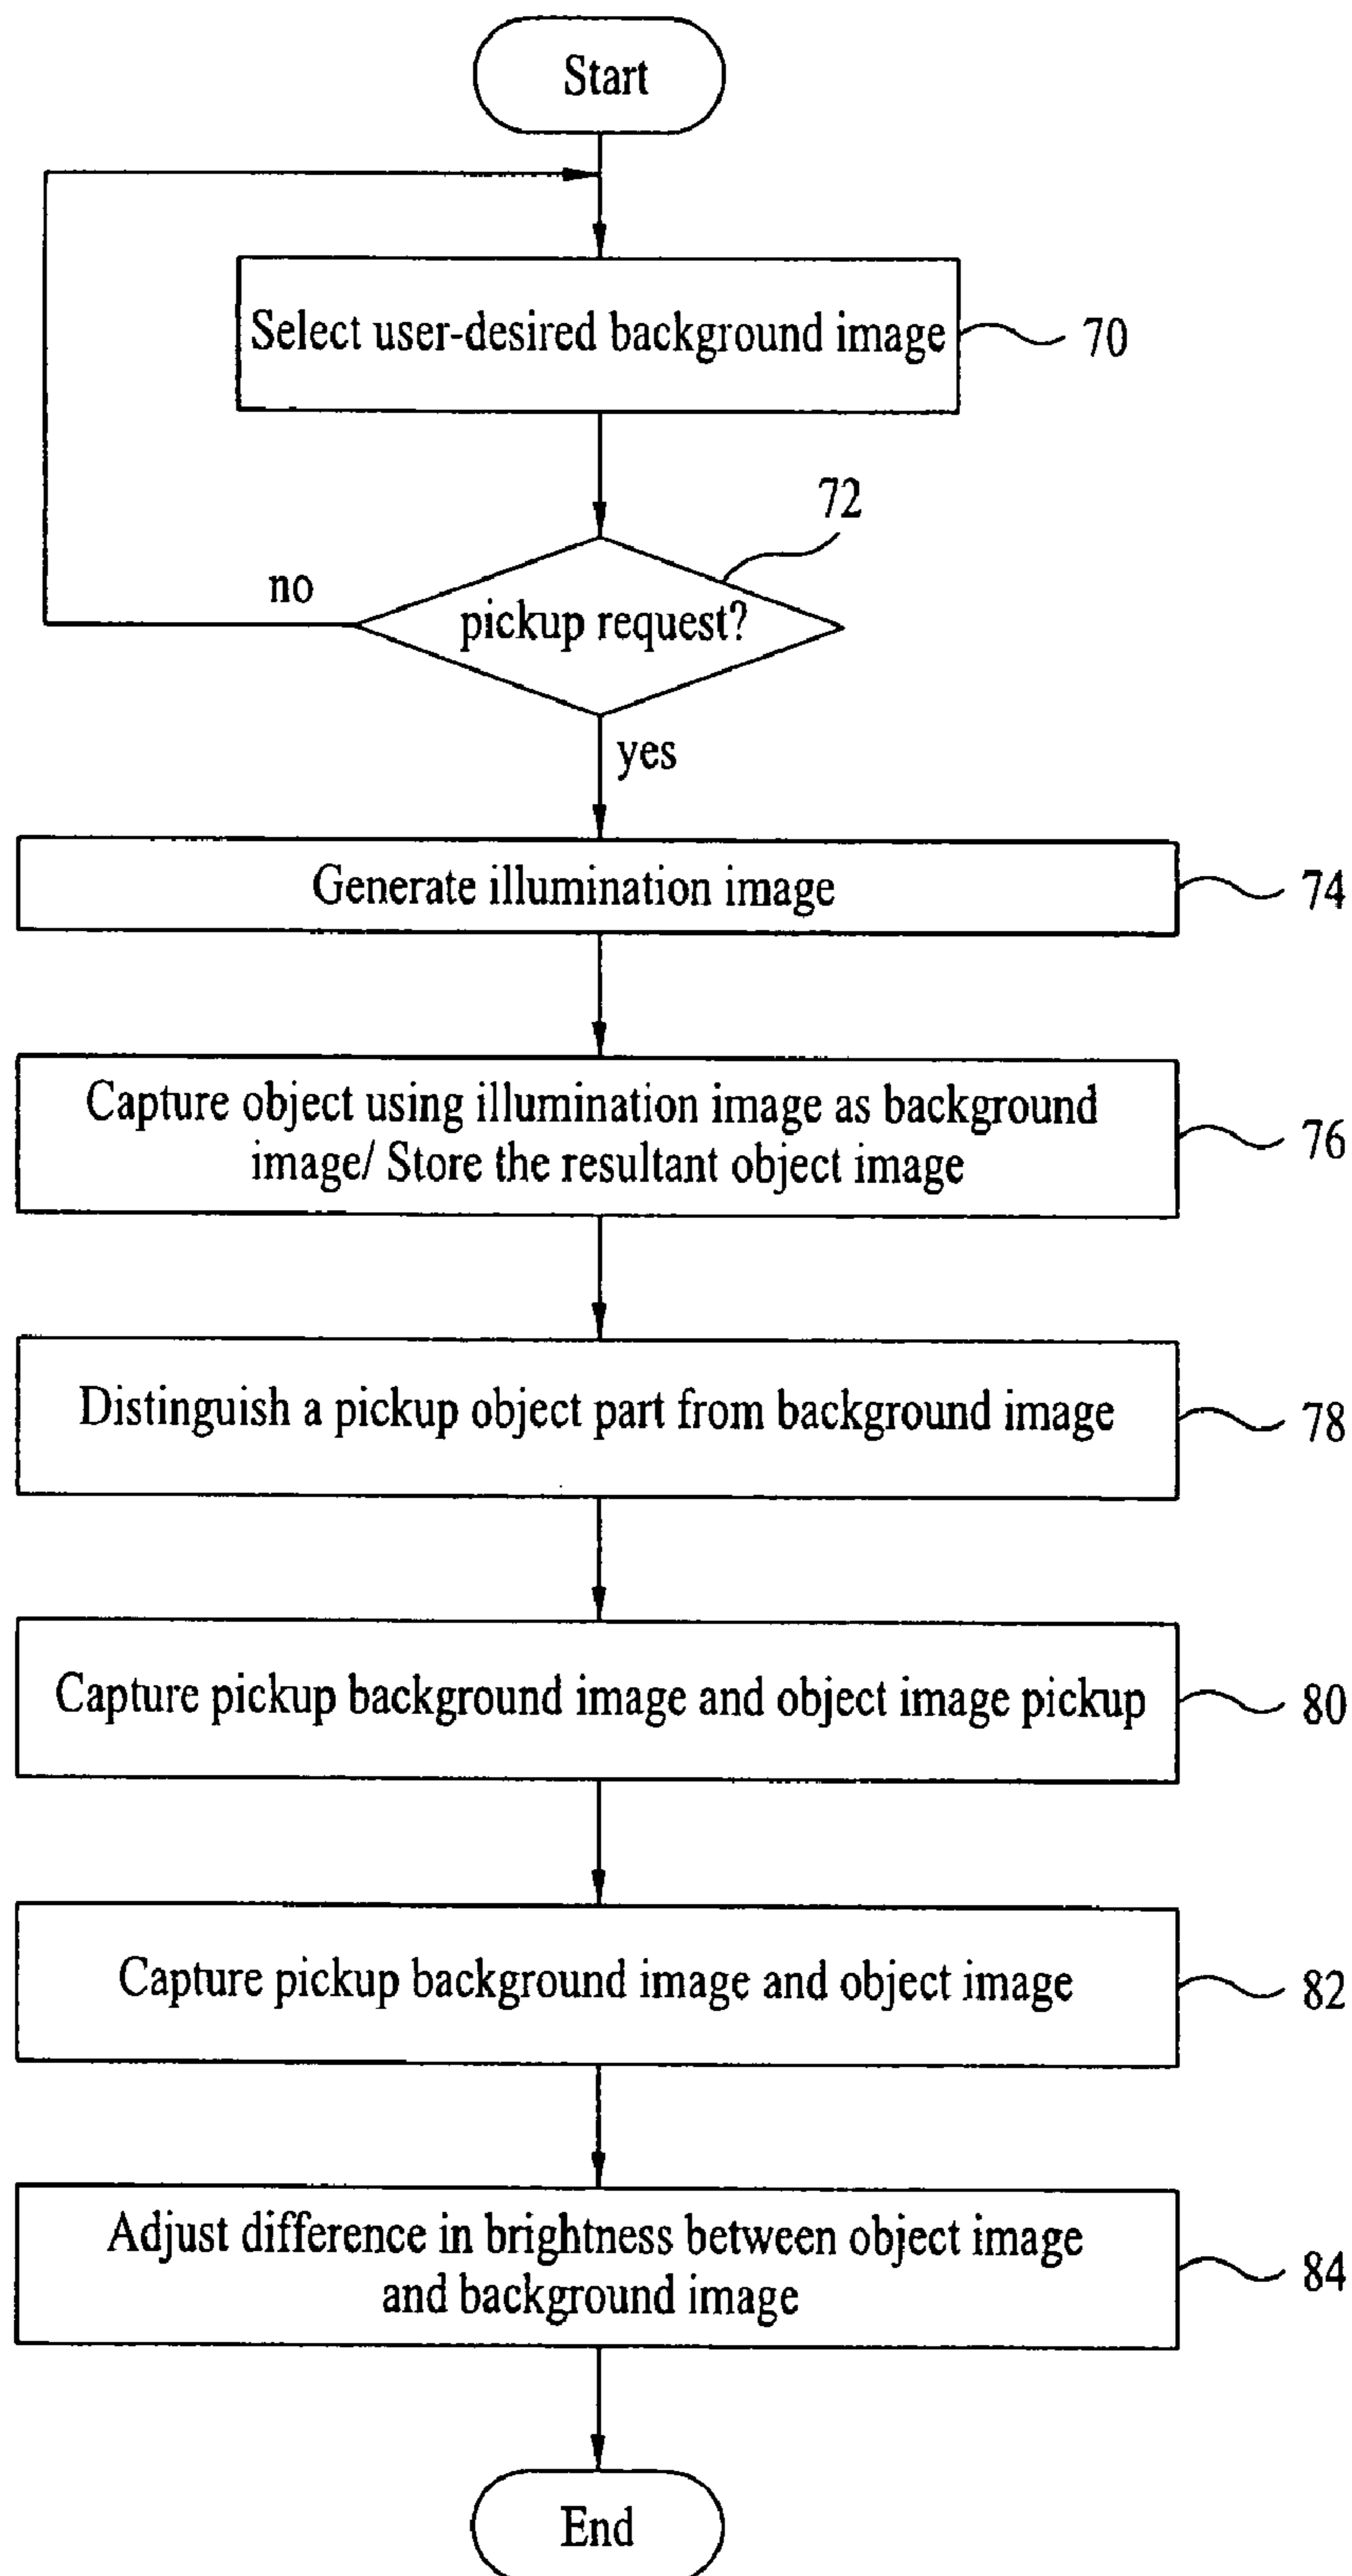 Start
Select user-desired background image
70
72
no
pickup request?
yes
Generate illumination image
74
Capture object using illumination image as background
image/ Store the resultant object image
76
Distinguish a pickup object part from background image
78
Capture pickup background image and object image pickup
80
Capture pickup background image and object image
82
Adjust difference in brightness between object image
and background image
84
End